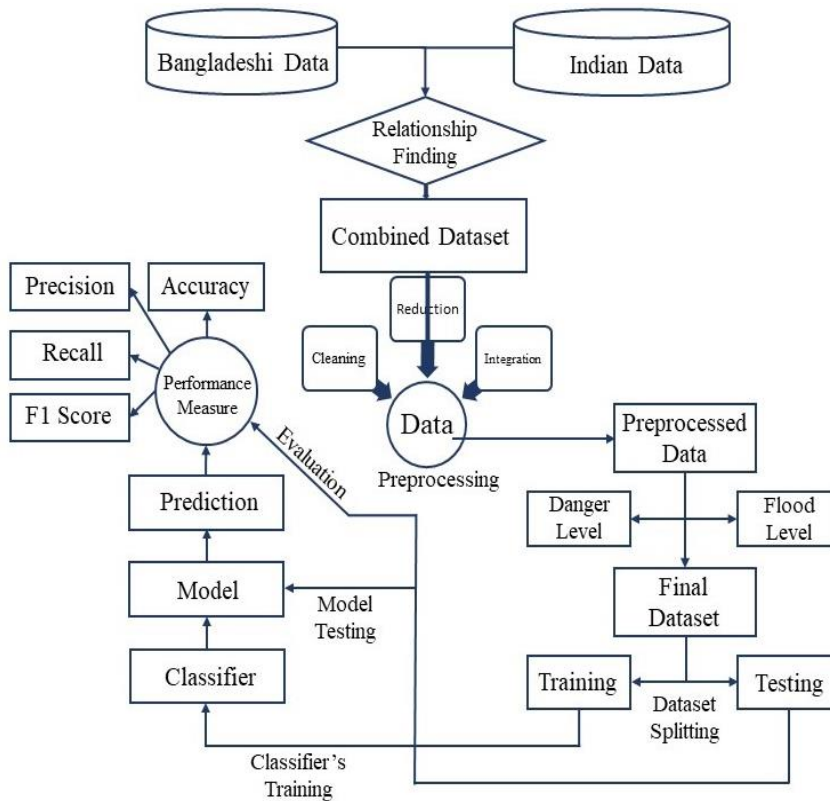 Bangladeshi Data
Indian Data
Relationship
Finding
Combined Dataset
Reduction
Cleaning
Integration
Data
Preprocessing
Precision
Accuracy
Recall
F1 Score
Performance
Measure
Evaluation
Prediction
Model
Classifier
Model
Testing
Preprocessed
Data
Danger
Level
Flood
Level
Final
Dataset
Training
Testing
Dataset
Splitting
Classifier’s
Training